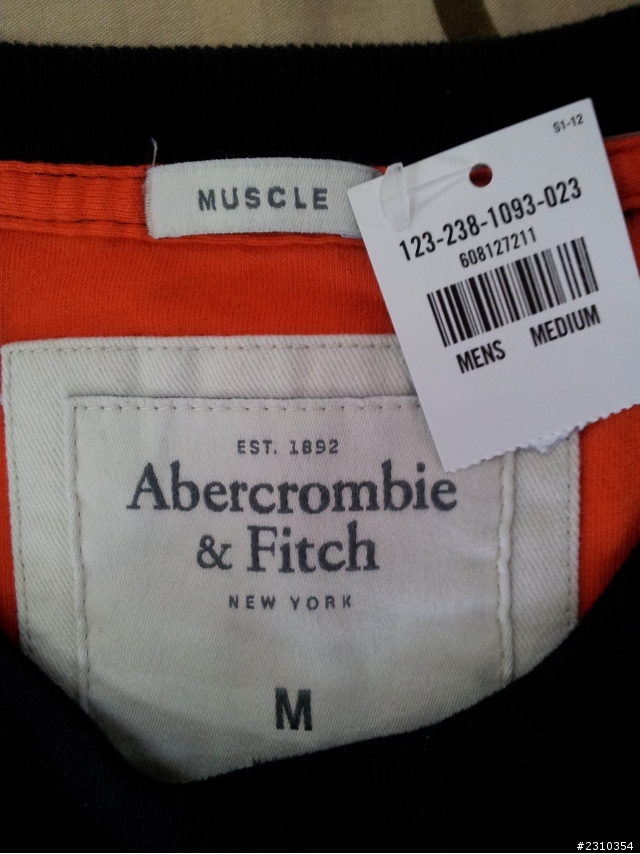 S1-12
MUSCLE
123-238-1093-023
608127211
MENS MEDIUM
EST. 1892
Abercrombie
& Fitch
NEW YORK
M
#2310354